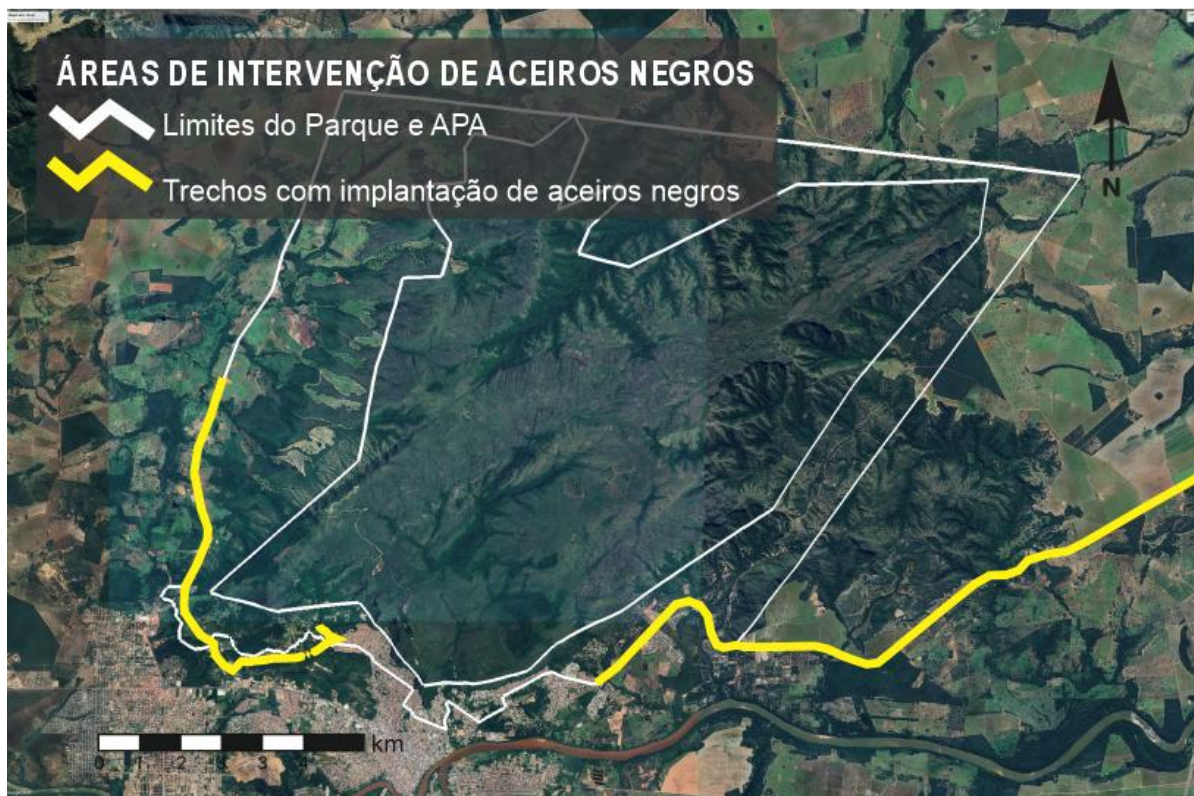 ÁREAS DE INTERVENÇÃO DE ACEIROS NEGROS
Limites do Parque e APA
Trechos com implantação de aceiros negros
N
km
0 1 2 3 4